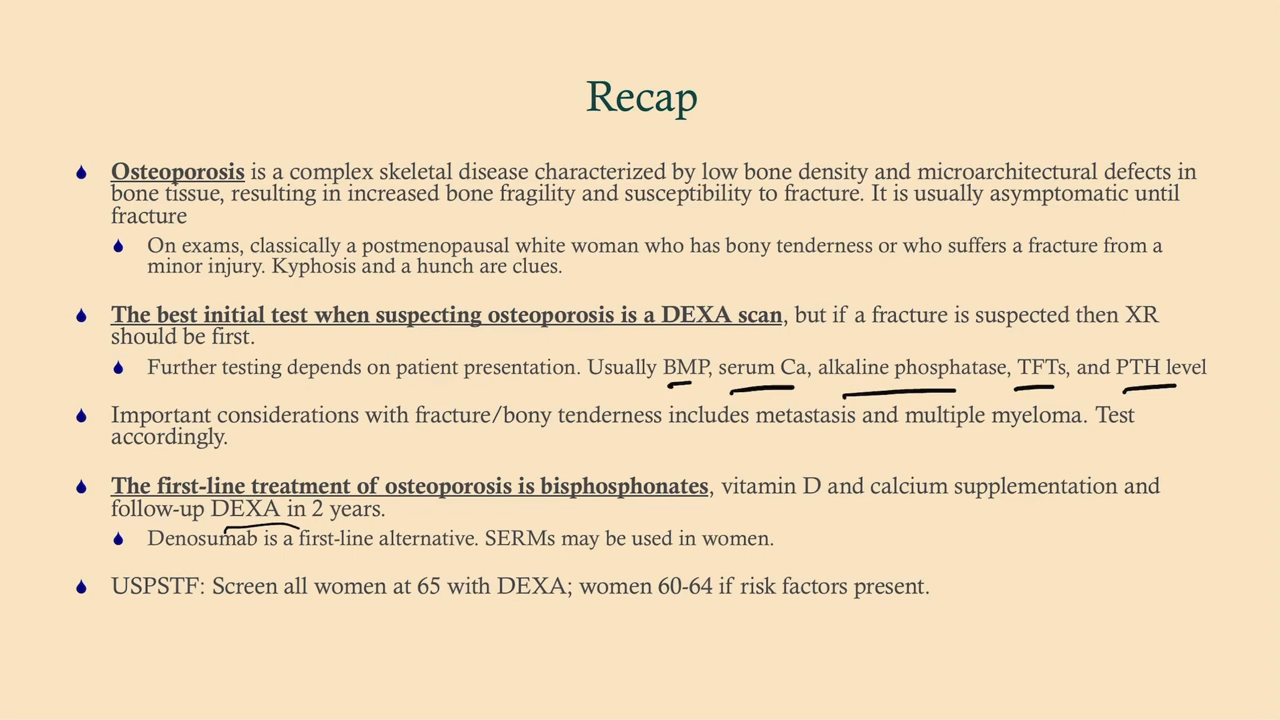 Recap
Osteoporosis is a complex skeletal disease characterized by low bone density and microarchitectural defects in
bone tissue, resulting in increased bone fragility and susceptibility to fracture. It is usually asymptomatic until
fracture
On exams, classically a postmenopausal white woman who has bony tenderness or who suffers a fracture from a
minor injury. Kyphosis and a hunch are clues.
The best initial test when suspecting osteoporosis is a DEXA scan, but if a fracture is suspected then XR
should be first.
Further testing depends on patient presentation. Usually BMP, serum Ca, alkaline phosphatase, TFTs, and PTH level
Important considerations with fracture/bony tenderness includes metastasis and multiple myeloma. Test
accordingly.
The first-line treatment of osteoporosis is bisphosphonates, vitamin D and calcium supplementation and
follow-up DEXA in 2 years.
Denosumab is a first-line alternative. SERMs may be used in women.
USPSTF: Screen all women at 65 with DEXA; women 60-64 if risk factors present.